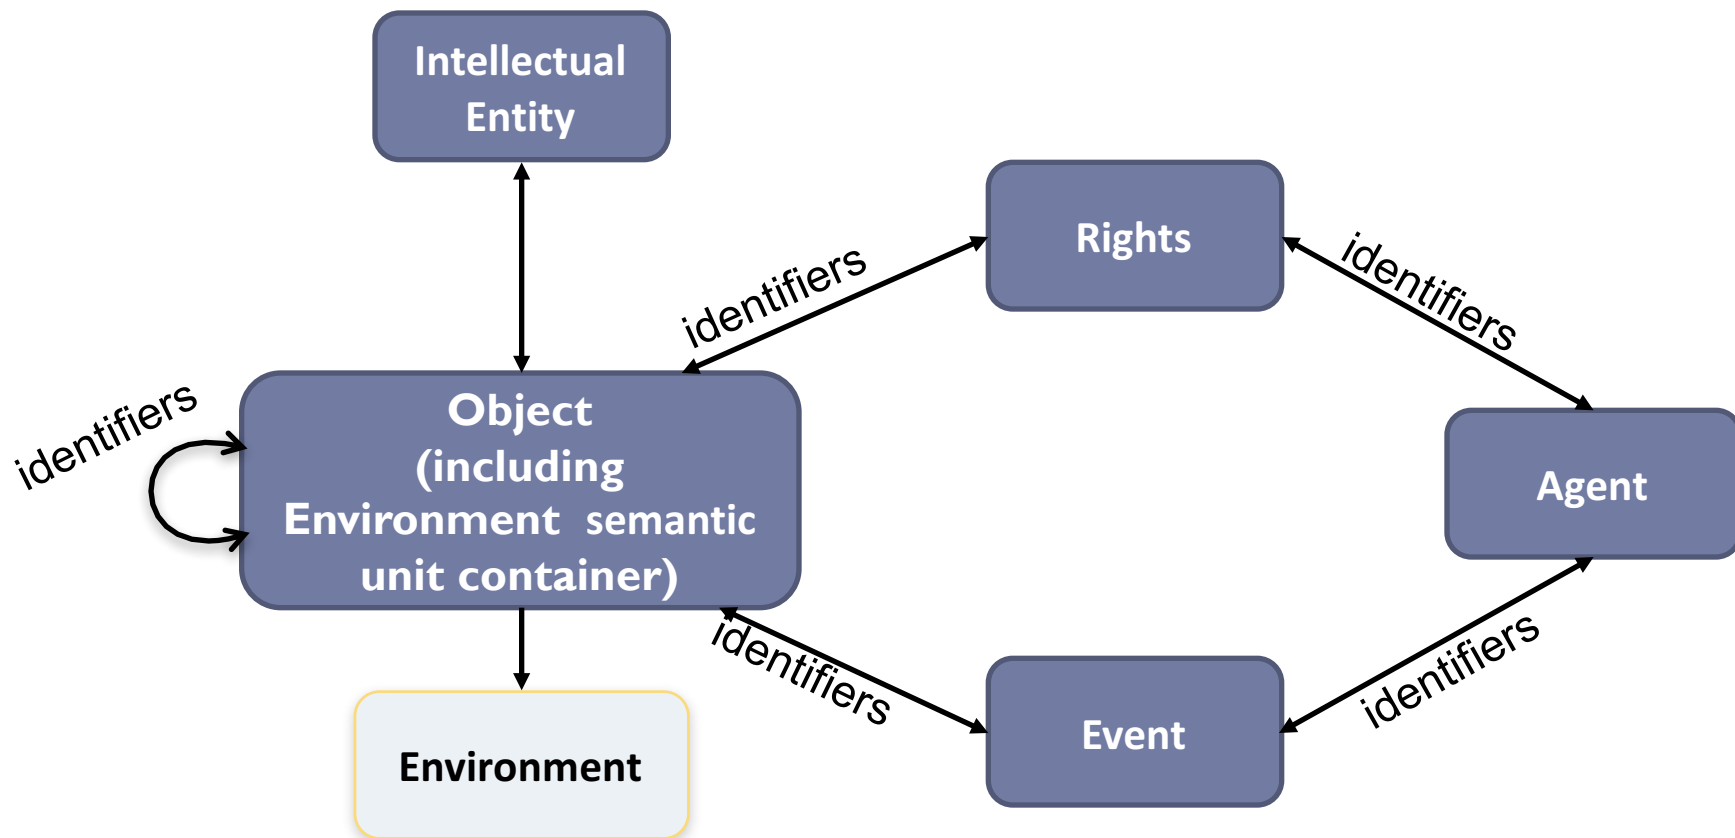 Intellectual
Entity
Rights
identifiers
identifiers
identifiers
Object
(including
Environment semantic
unit container)
Agent
identifiers
identifiers
Event
Environment